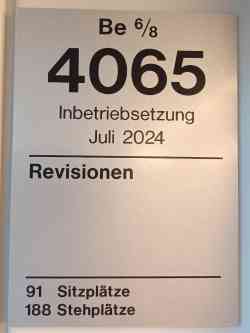 Be 6/8
4065
Inbetriebsetzung
Juli 2024
Revisionen
91 Sitzplätze
188 Stehplätze